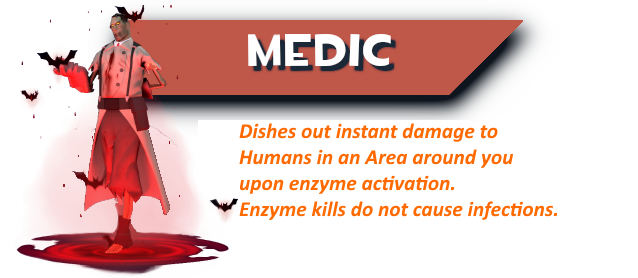 MEDIC
Dishes out instant damage to
Humans in an Area around you
upon enzyme activation.
Enzyme kills do not cause infections.